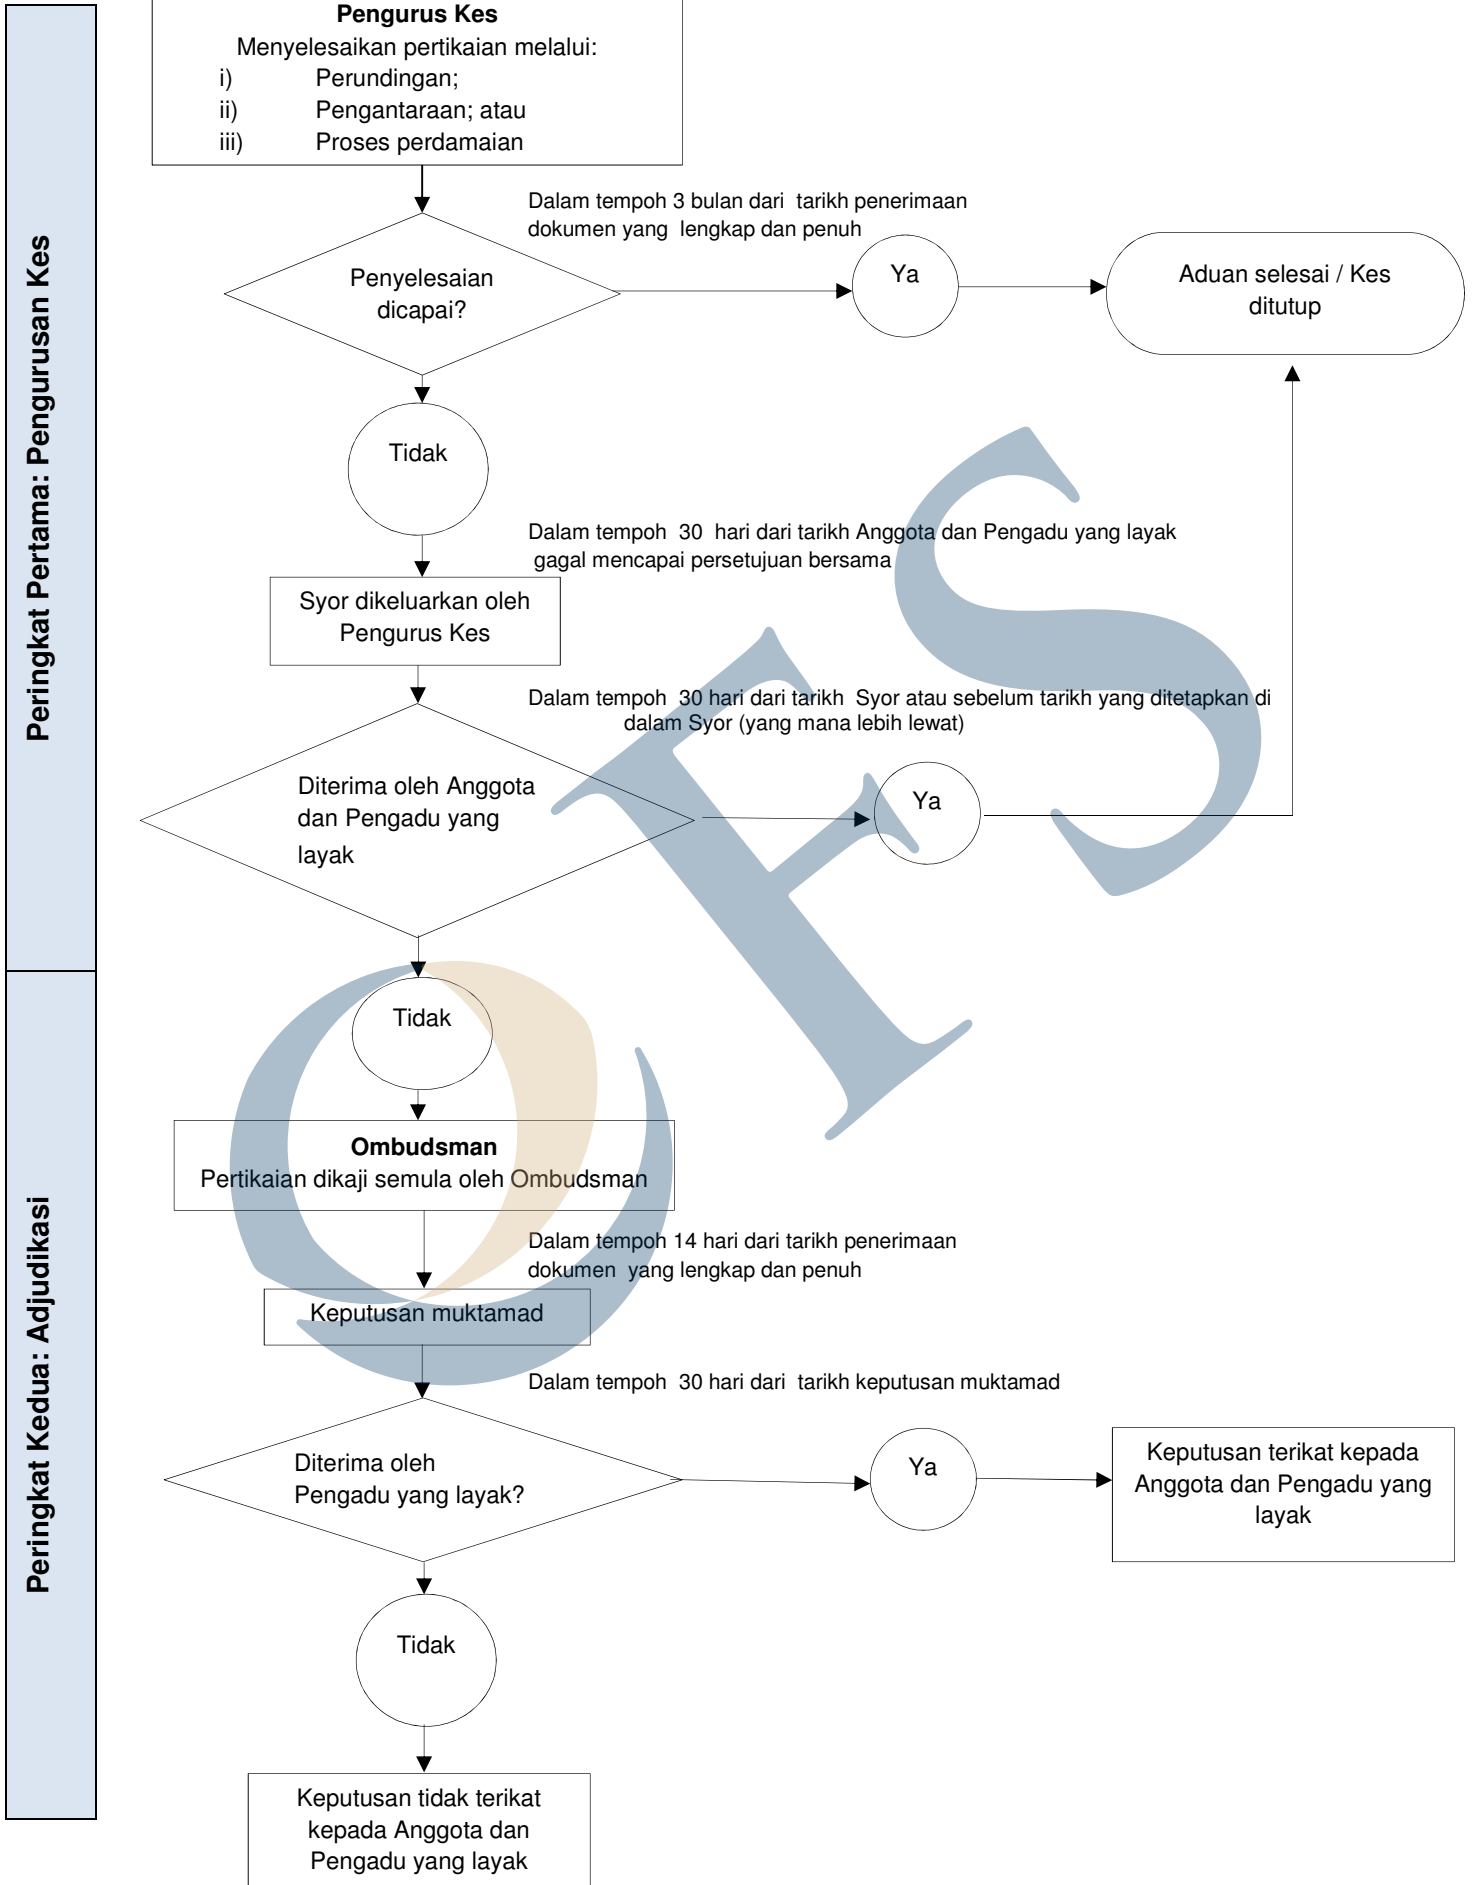 Peringkat Pertama: Pengurusan Kes
Pengurus Kes
Menyelesaikan pertikaian melalui:
i) Perundingan;
ii) Pengantaraan; atau
iii) Proses perdamaian
Dalam tempoh 3 bulan dari tarikh penerimaan
dokumen yang lengkap dan penuh
Penyelesaian
dicapai?
Ya
Aduan selesai / Kes
ditutup
Tidak
Dalam tempoh 30 hari dari tarikh Anggota dan Pengadu yang layak
gagal mencapai persetujuan bersama
Syor dikeluarkan oleh
Pengurus Kes
Dalam tempoh 30 hari dari tarikh Syor atau sebelum tarikh yang ditetapkan di
dalam Syor (yang mana lebih lewat)
Diterima oleh Anggota
dan Pengadu yang
layak
Ya
Peringkat Kedua: Adjudikasi
Tidak
Ombudsman
Pertikaian dikaji semula oleh Ombudsman
Dalam tempoh 14 hari dari tarikh penerimaan
dokumen yang lengkap dan penuh
Keputusan muktamad
Dalam tempoh 30 hari dari tarikh keputusan muktamad
Diterima oleh
Pengadu yang layak?
Ya
Keputusan terikat kepada
Anggota dan Pengadu yang
layak
Tidak
Keputusan tidak terikat
kepada Anggota dan
Pengadu yang layak
OFS